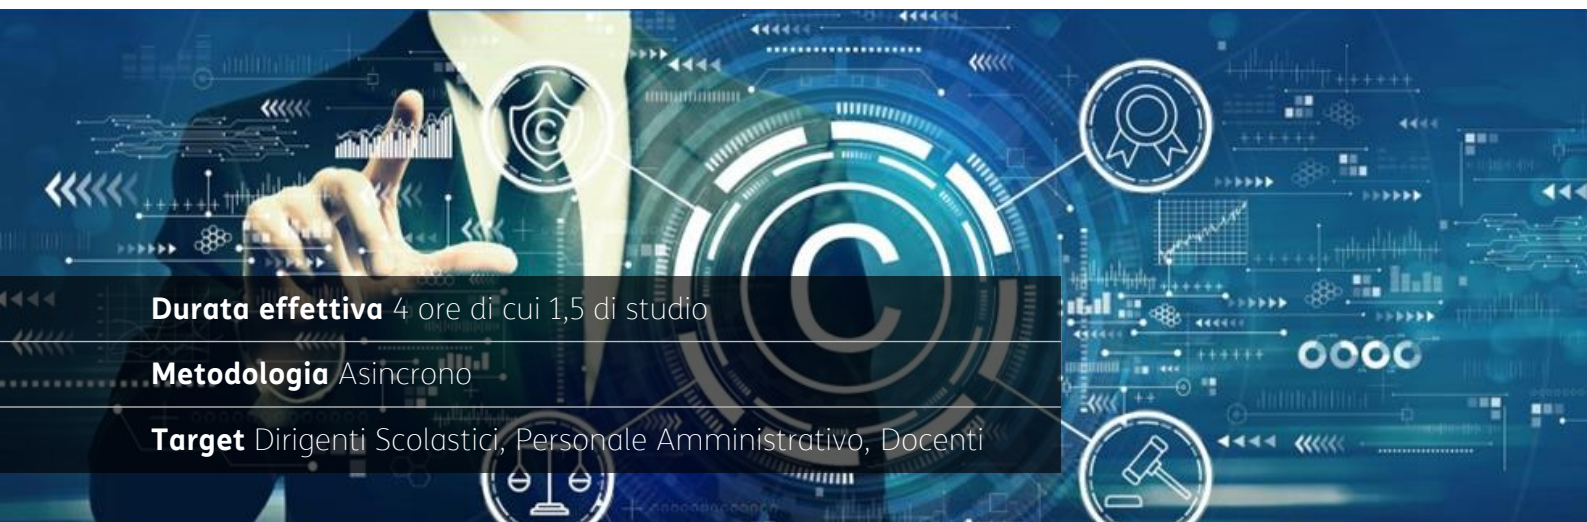 C
C
Durata effettiva 4 ore di cui 1,5 di studio
Metodologia Asincrono
Target Dirigenti Scolastici, Personale Amministrativo, Docenti